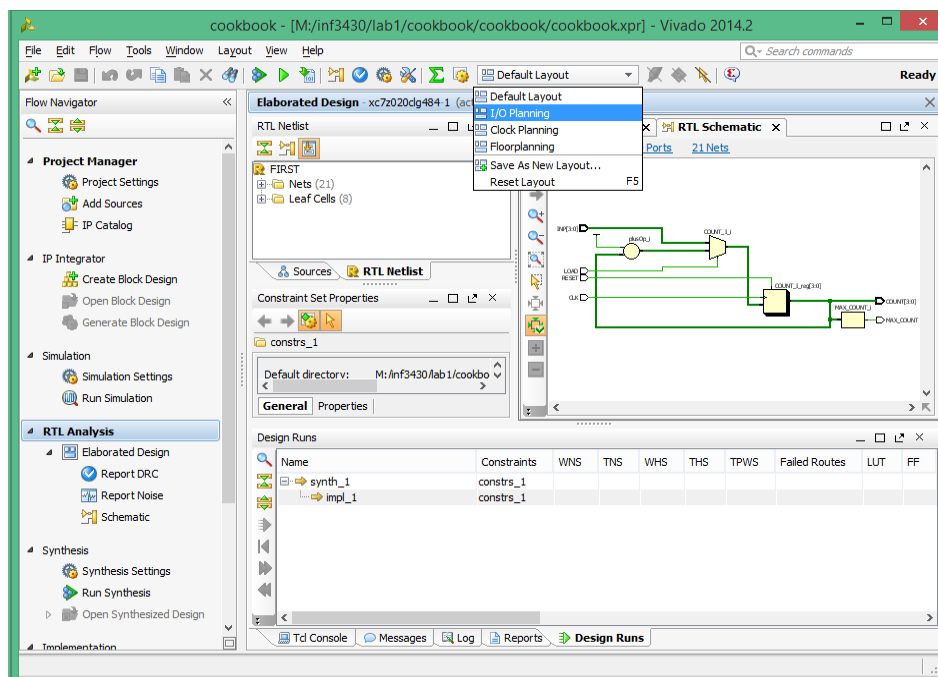 cookbook - [M:/inf3430/lab1/cookbook/cookbook/cookbook.xpr] - Vivado 2014.2
File Edit Flow Tools Window Layout View Help
Search commands
Default Layout
Ready
Default Layout
I/O Planning
Clock Planning
Floorplanning
Save As New Layout...
Reset Layout F5
Flow Navigator
Project Manager
Project Settings
Add Sources
IP Catalog
IP Integrator
Create Block Design
Open Block Design
Generate Block Design
Simulation
Simulation Settings
Run Simulation
RTL Analysis
Elaborated Design
Report DRC
Report Noise
Schematic
Synthesis
Synthesis Settings
Run Synthesis
Open Synthesized Design
Implementation
Elaborated Design - xc7z020clg484-1 (act
RTL Netlist
FIRST
Nets (21)
Leaf Cells (8)
Sources RTL Netlist
Constraint Set Properties
constrs_1
Default directory: M:/inf3430/lab1/cookbo
General Properties
RTL Schematic
Ports 21 Nets
INP[3:0]
plusOp_i
COUNT_I_i
LOAD
RESET
CLK
COUNT_I_reg[3:0]
MAX_COUNT_i
COUNT[3:0]
MAX_COUNT
Design Runs
Name Constraints WNS TNS WHS THS TPWS Failed Routes LUT FF
synth_1 constrs_1
impl_1 constrs_1
Tcl Console Messages Log Reports Design Runs